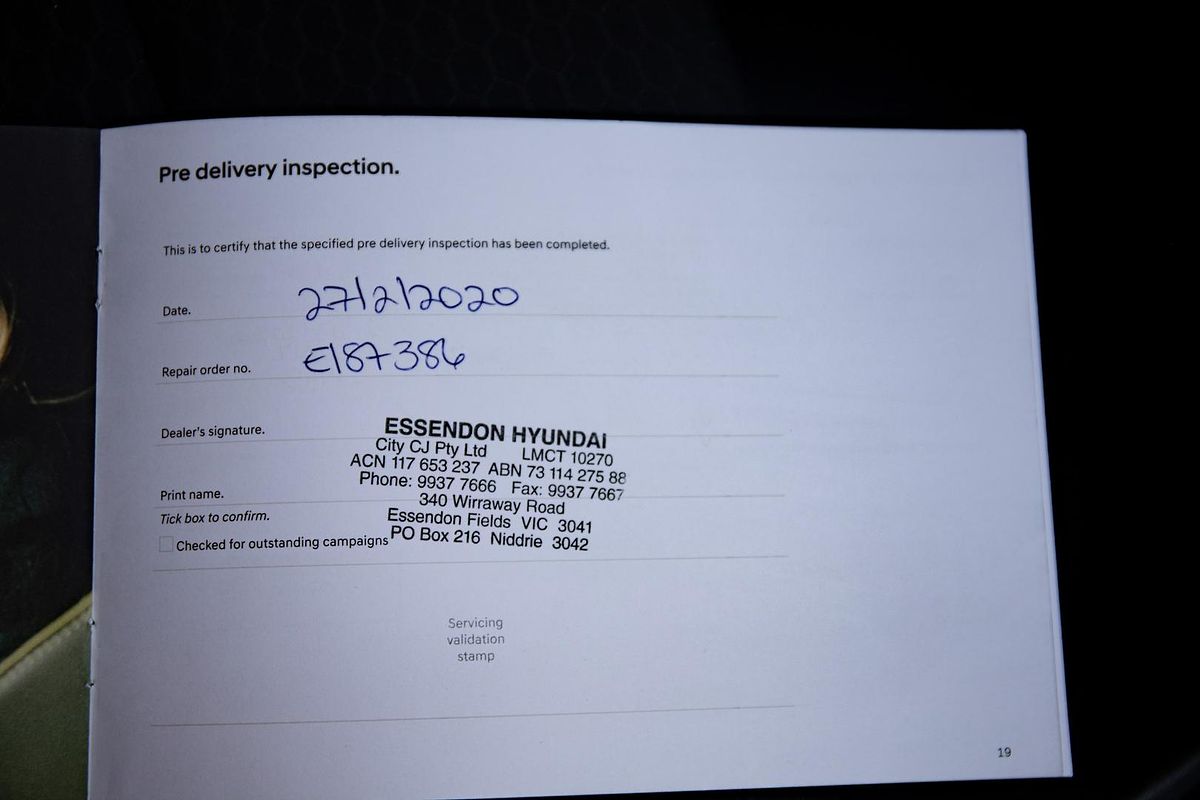 Pre delivery inspection.
This is to certify that the specified pre delivery inspection has been completed.
Date. 27/2/2020
Repair order no. E187386
Dealer's signature.
ESSENDON HYUNDAI
City CJ Pty Ltd LMCT 10270
ACN 117 653 237 ABN 73 114 275 88
Phone: 9937 7666 Fax: 9937 7667
Print name.
340 Wirraway Road
Tick box to confirm.
Essendon Fields VIC 3041
Checked for outstanding campaigns
PO Box 216 Niddrie 3042
Servicing
validation
stamp
19